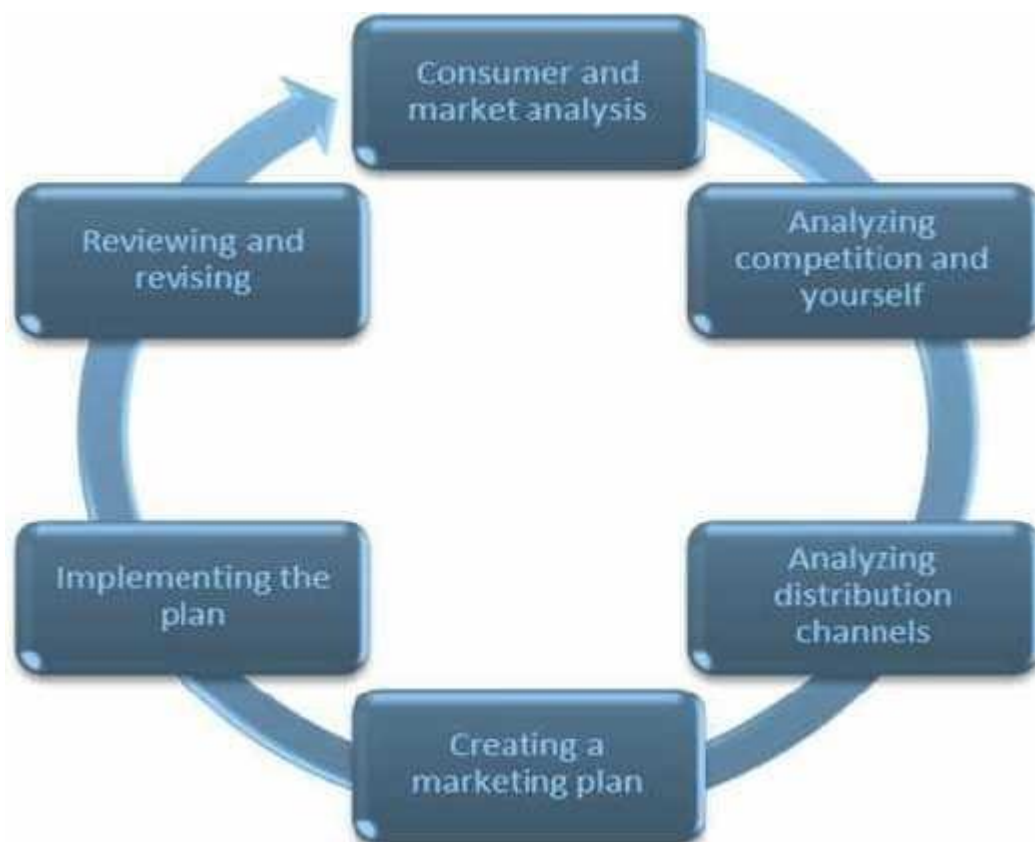 Consumer and
market analysis
Analyzing
competition and
yourself
Analyzing
distribution
channels
Creating a
marketing plan
Implementing the
plan
Reviewing and
revising